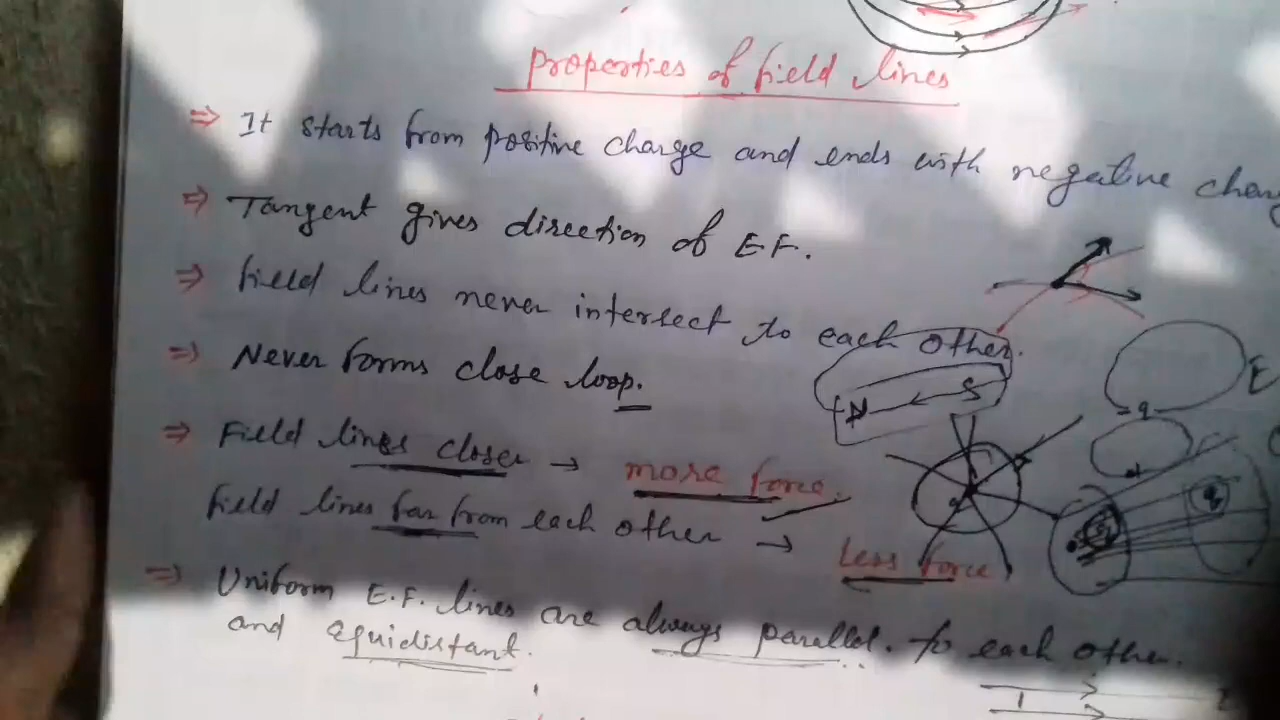 Properties of field lines
⇒ It starts from positive charge and ends with negative charg
⇒ Tangent gives direction of E.F.
⇒ Field lines never intersect to each other.
⇒ Never forms close loop.
N S
E
q
⇒ Field lines closer → more force.
q
Field lines far from each other → Less force
⇒ Uniform E.F. lines are always parallel. to each other.
and equidistant.